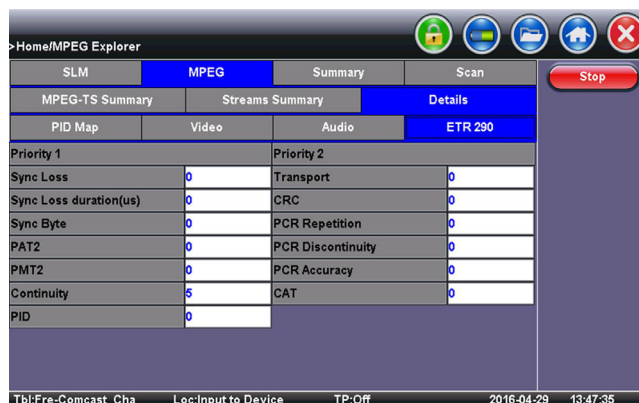 >Home/MPEG Explorer
SLM MPEG Summary Scan Stop
MPEG-TS Summary Streams Summary Details
PID Map Video Audio ETR 290
Priority 1 Priority 2
Sync Loss 0 Transport 0
Sync Loss duration(us) 0 CRC 0
Sync Byte 0 PCR Repetition 0
PAT2 0 PCR Discontinuity 0
PMT2 0 PCR Accuracy 0
Continuity 5 CAT 0
PID 0
Tbl:Fre-Comcast_Cha Loc:Input to Device TP:Off 2016-04-29 13:47:35